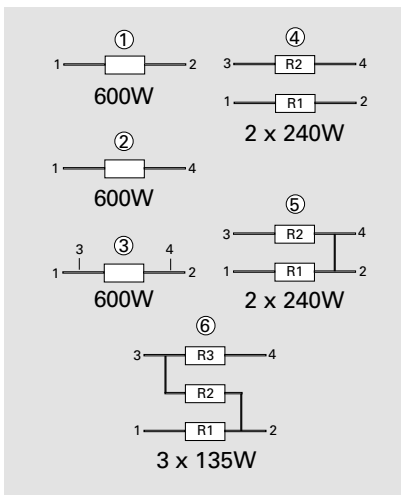 ①
1 2
600W
②
1 4
600W
③
3 4
1 2
600W
④
3 R2 4
1 R1 2
2 x 240W
⑤
3 R2 4
1 R1 2
2 x 240W
⑥
3 R3 4
R2
1 R1 2
3 x 135W